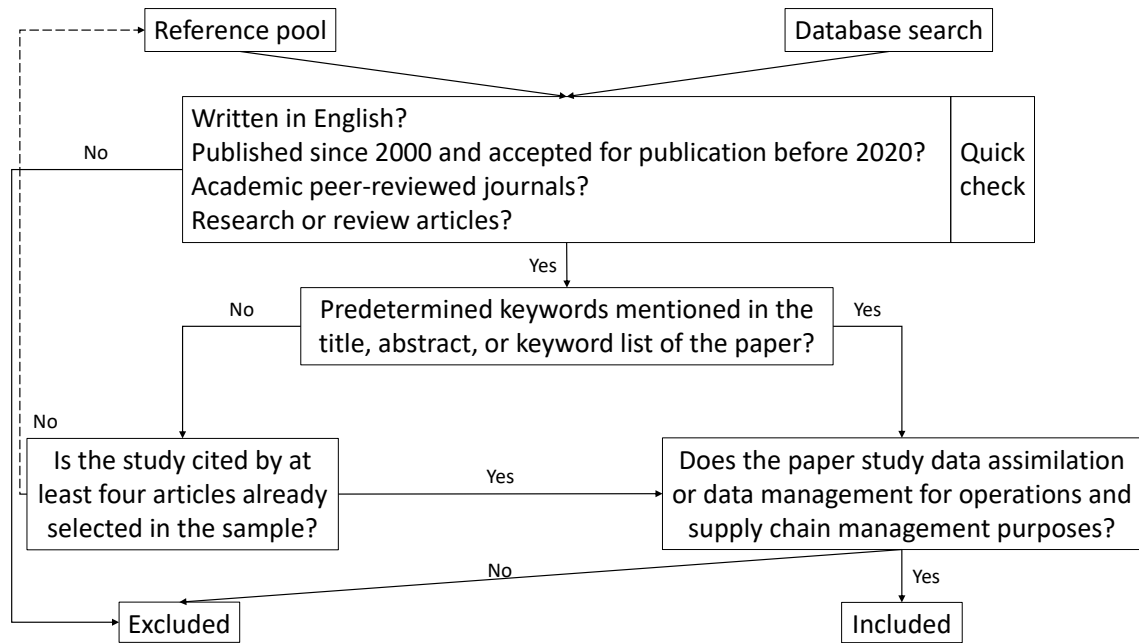 Reference pool
Database search
Written in English?
Published since 2000 and accepted for publication before 2020?
Academic peer-reviewed journals?
Research or review articles?
Quick
check
No
Yes
Predetermined keywords mentioned in the
title, abstract, or keyword list of the paper?
No
Yes
No
Is the study cited by at
least four articles already
selected in the sample?
Yes
Does the paper study data assimilation
or data management for operations and
supply chain management purposes?
No
Yes
Excluded
Included